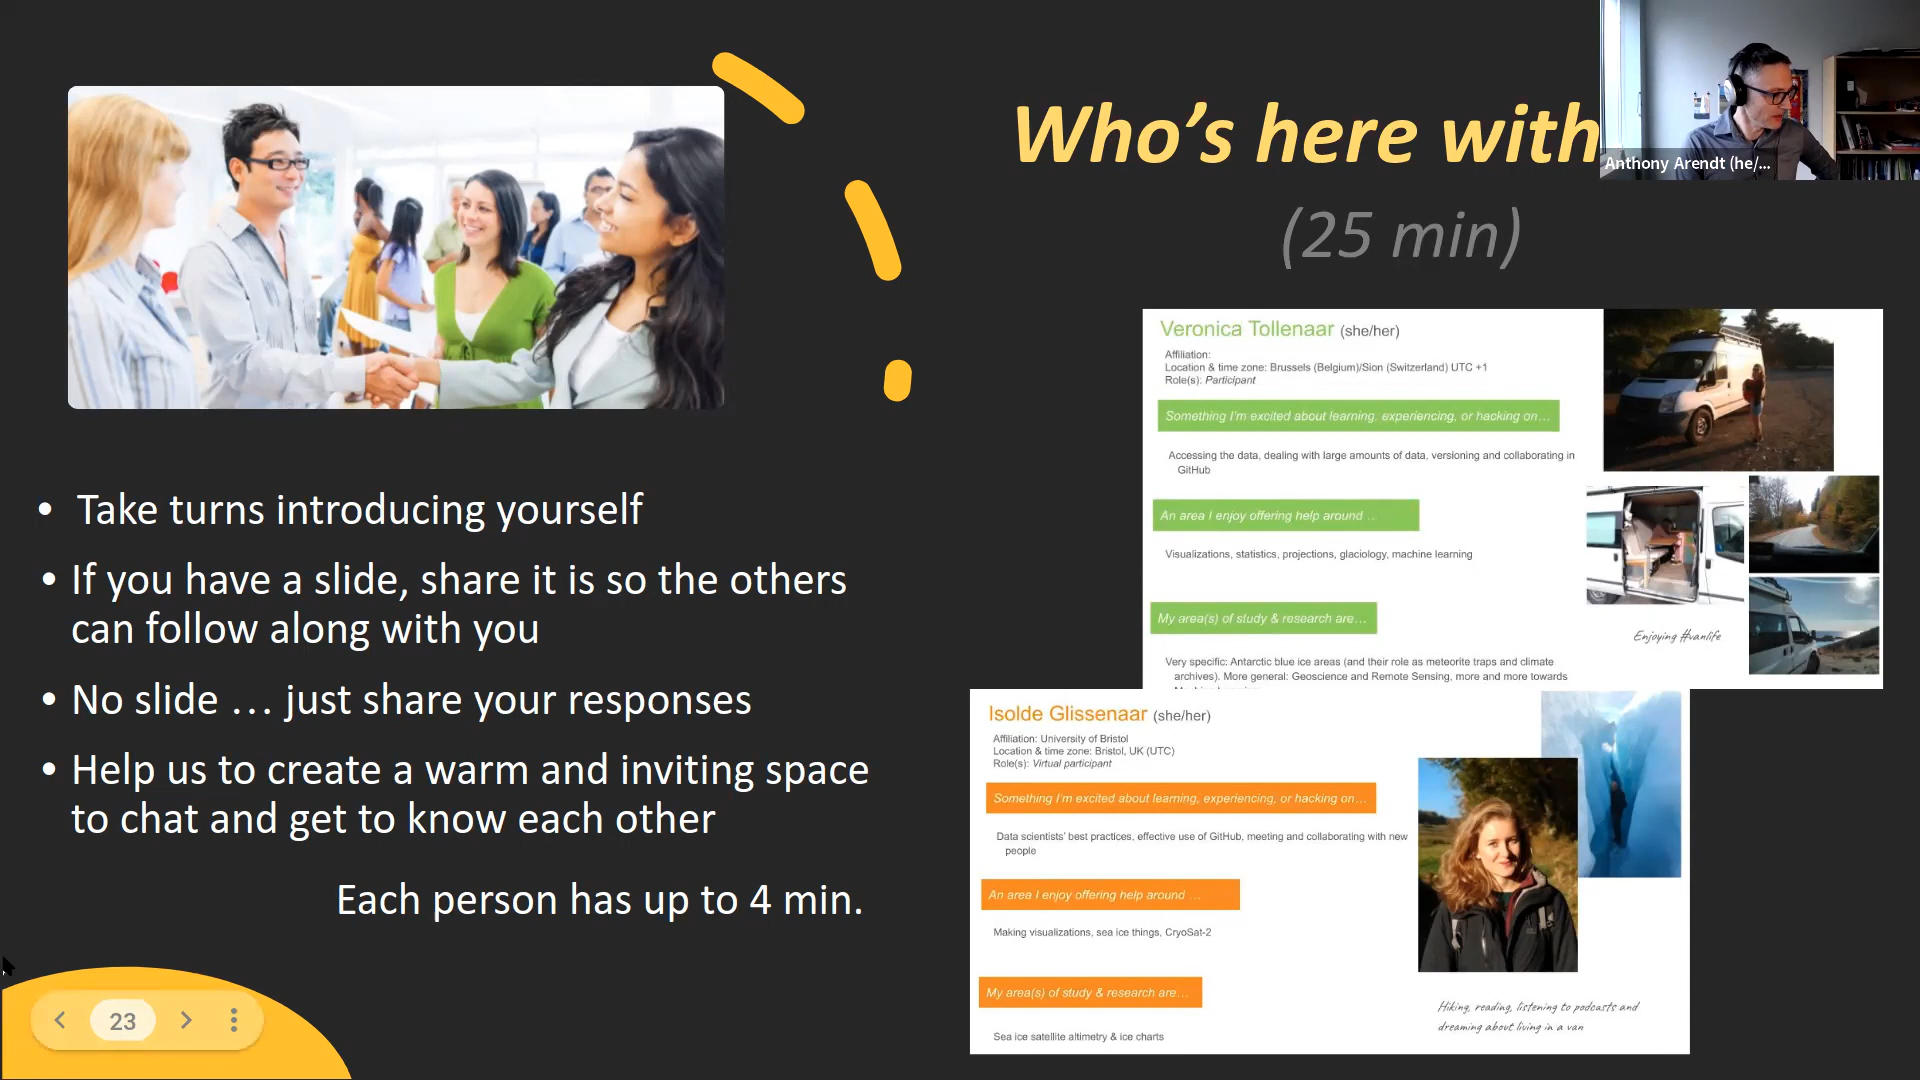 Who's here with
(25 min)
Anthony Arendt (he/...
• Take turns introducing yourself
• If you have a slide, share it is so the others
can follow along with you
• No slide … just share your responses
• Help us to create a warm and inviting space
to chat and get to know each other
Each person has up to 4 min.
23
Veronica Tollenaar (she/her)
Affiliation:
Location & time zone: Brussels (Belgium)/Sion (Switzerland) UTC +1
Role(s): Participant
Something I'm excited about learning, experiencing, or hacking on…
Accessing the data, dealing with large amounts of data, versioning and collaborating in
GitHub
An area I enjoy offering help around …
Visualizations, statistics, projections, glaciology, machine learning
My area(s) of study & research are…
Very specific: Antarctic blue ice areas (and their role as meteorite traps and climate
archives). More general: Geoscience and Remote Sensing, more and more towards
Enjoying #vanlife
Isolde Glissenaar (she/her)
Affiliation: University of Bristol
Location & time zone: Bristol, UK (UTC)
Role(s): Virtual participant
Something I'm excited about learning, experiencing, or hacking on…
Data scientists' best practices, effective use of GitHub, meeting and collaborating with new
people
An area I enjoy offering help around …
Making visualizations, sea ice things, CryoSat-2
My area(s) of study & research are…
Sea ice satellite altimetry & ice charts
Hiking, reading, listening to podcasts and
dreaming about living in a van